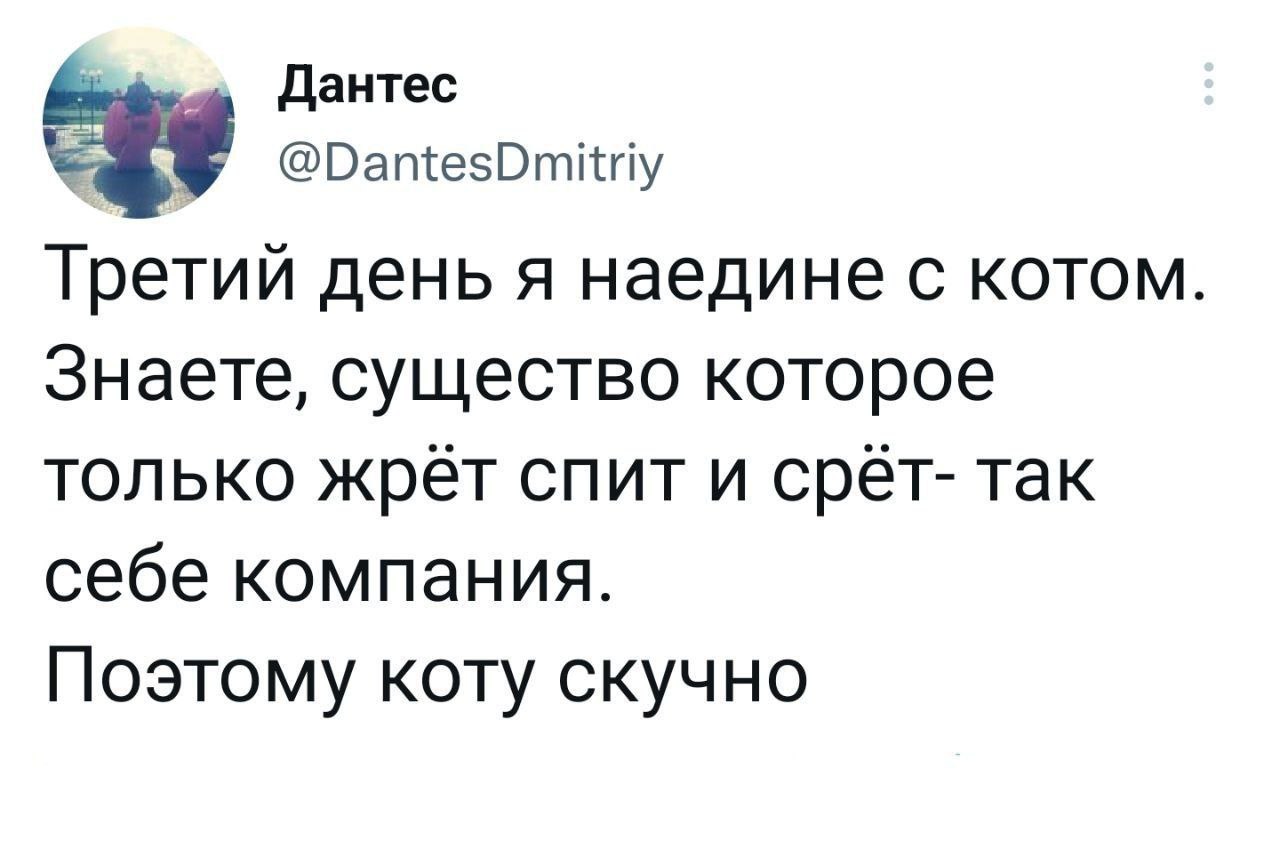 Дантес
@DantesDmitriy
Третий день я наедине с котом.
Знаете, существо которое
только жрёт спит и срёт- так
себе компания.
Поэтому коту скучно